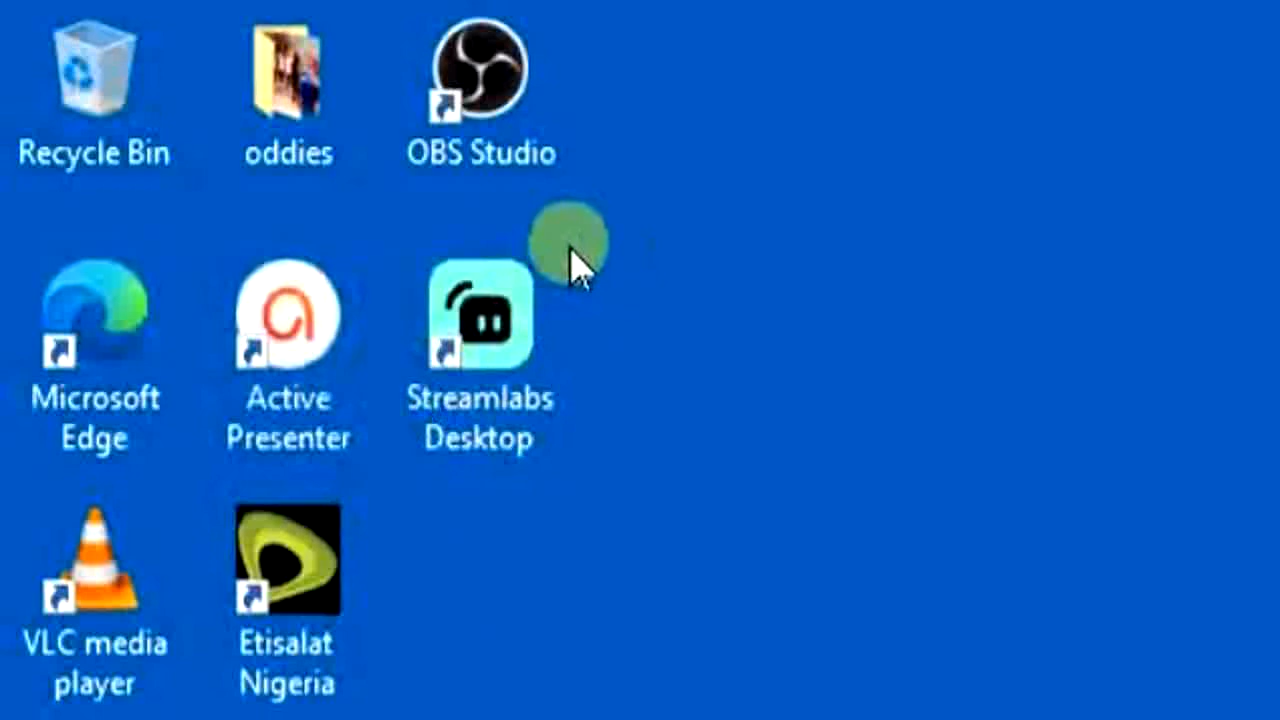 Recycle Bin
oddies
OBS Studio
Microsoft
Edge
Active
Presenter
Streamlabs
Desktop
VLC media
player
Etisalat
Nigeria